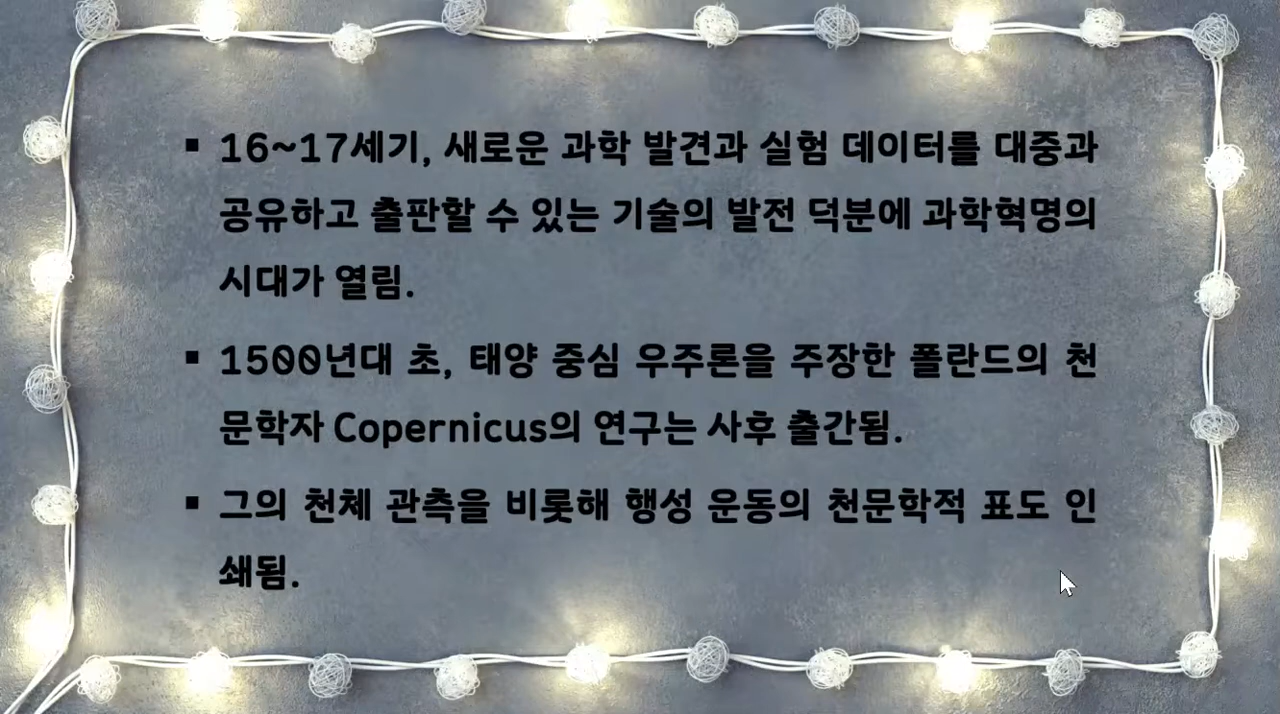 ▪ 16~17세기, 새로운 과학 발견과 실험 데이터를 대중과
공유하고 출판할 수 있는 기술의 발전 덕분에 과학혁명의
시대가 열림.
▪ 1500년대 초, 태양 중심 우주론을 주장한 폴란드의 천
문학자 Copernicus의 연구는 사후 출간됨.
▪ 그의 천체 관측을 비롯해 행성 운동의 천문학적 표도 인
쇄됨.